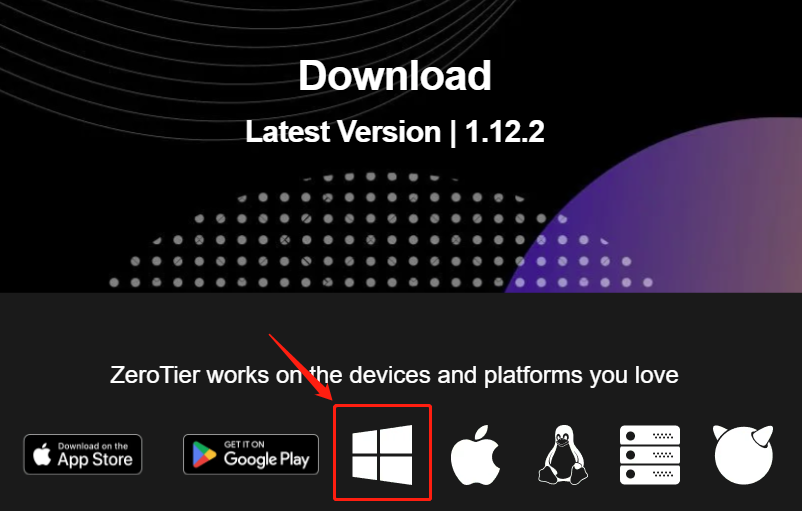 Download
Latest Version | 1.12.2
ZeroTier works on the devices and platforms you love
Download on the
App Store
GET IT ON
Google Play